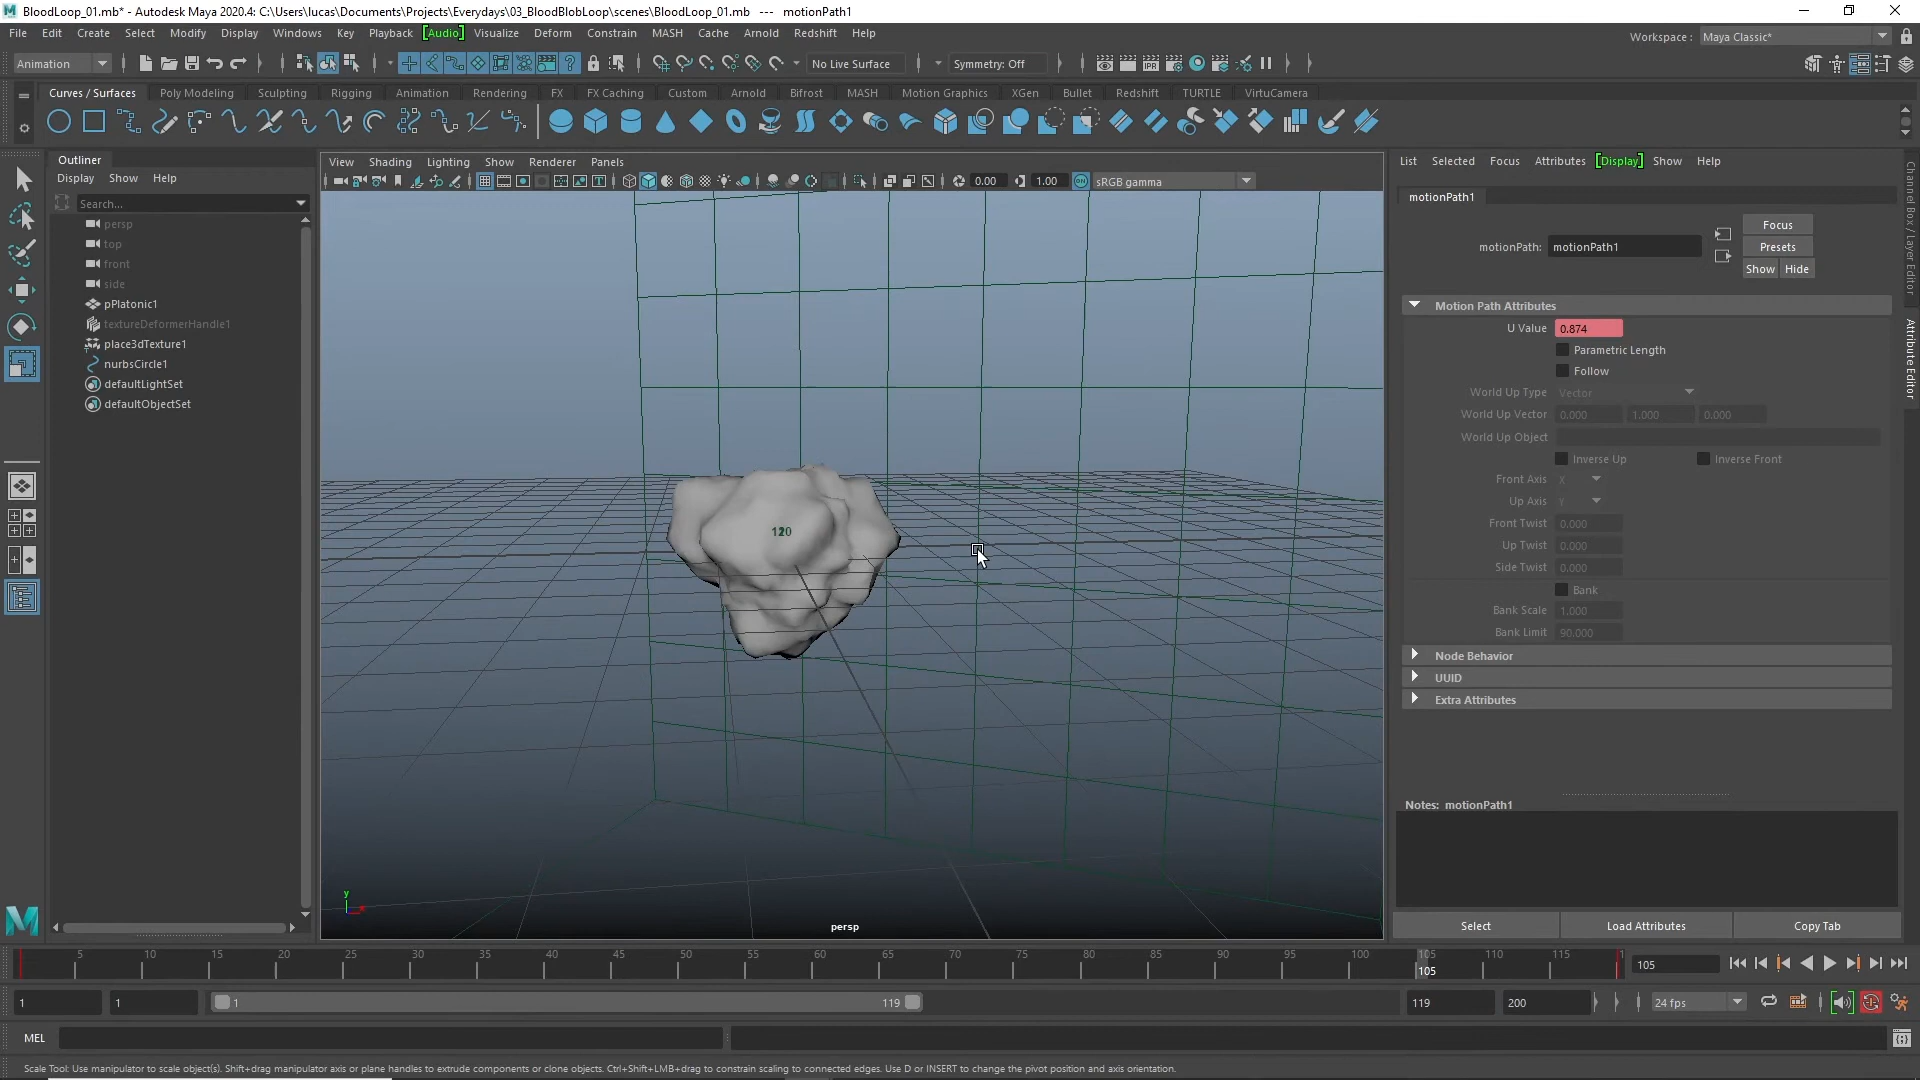 BloodLoop_01.mb* - Autodesk Maya 2020.4: C:\Users\lucas\Documents\Projects\Everydays\03_BloodBlobLoop\scenes\BloodLoop_01.mb --- motionPath1
File Edit Create Select Modify Display Windows Key Playback [Audio] Visualize Deform Constrain MASH Cache Arnold Redshift Help
Workspace : Maya Classic*
Animation No Live Surface Symmetry: Off
Curves / Surfaces Poly Modeling Sculpting Rigging Animation Rendering FX FX Caching Custom Arnold Bifrost MASH Motion Graphics XGen Bullet Redshift TURTLE VirtuCamera
Outliner
Display Show Help
Search...
persp
top
front
side
pPlatonic1
textureDeformerHandle1
place3dTexture1
nurbsCircle1
defaultLightSet
defaultObjectSet
View Shading Lighting Show Renderer Panels
0.00 1.00 ON sRGB gamma
120
y
x
persp
List Selected Focus Attributes [Display] Show Help
motionPath1
motionPath: motionPath1
Focus
Presets
Show Hide
Motion Path Attributes
U Value 0.874
Parametric Length
Follow
World Up Type Vector
World Up Vector 0.000 1.000 0.000
World Up Object
Inverse Up Inverse Front
Front Axis X
Up Axis Y
Front Twist 0.000
Up Twist 0.000
Side Twist 0.000
Bank
Bank Scale 1.000
Bank Limit 90.000
Node Behavior
UUID
Extra Attributes
Notes: motionPath1
Select Load Attributes Copy Tab
Channel Box / Layer Editor
Attribute Editor
5 10 15 20 25 30 35 40 45 50 55 60 65 70 75 80 85 90 95 100 105 110 115 1
105
105
1 1 1 119 119 200 24 fps
MEL
Scale Tool: Use manipulator to scale object(s). Shift+drag manipulator axis or plane handles to extrude components or clone objects. Ctrl+Shift+LMB+drag to constrain scaling to connected edges. Use D or INSERT to change the pivot position and axis orientation.